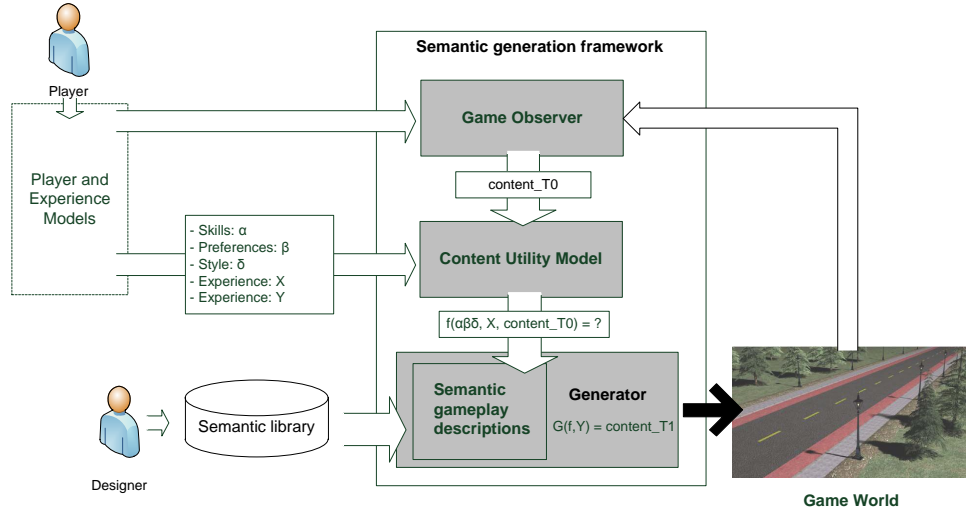 Semantic generation framework
Player
Game Observer
content_T0
Player and
Experience
Models
- Skills: α
- Preferences: β
- Style: δ
- Experience: X
- Experience: Y
Content Utility Model
f(αβδ, X, content_T0) = ?
Semantic
gameplay
descriptions
Generator
G(f,Y) = content_T1
Semantic library
Designer
Game World